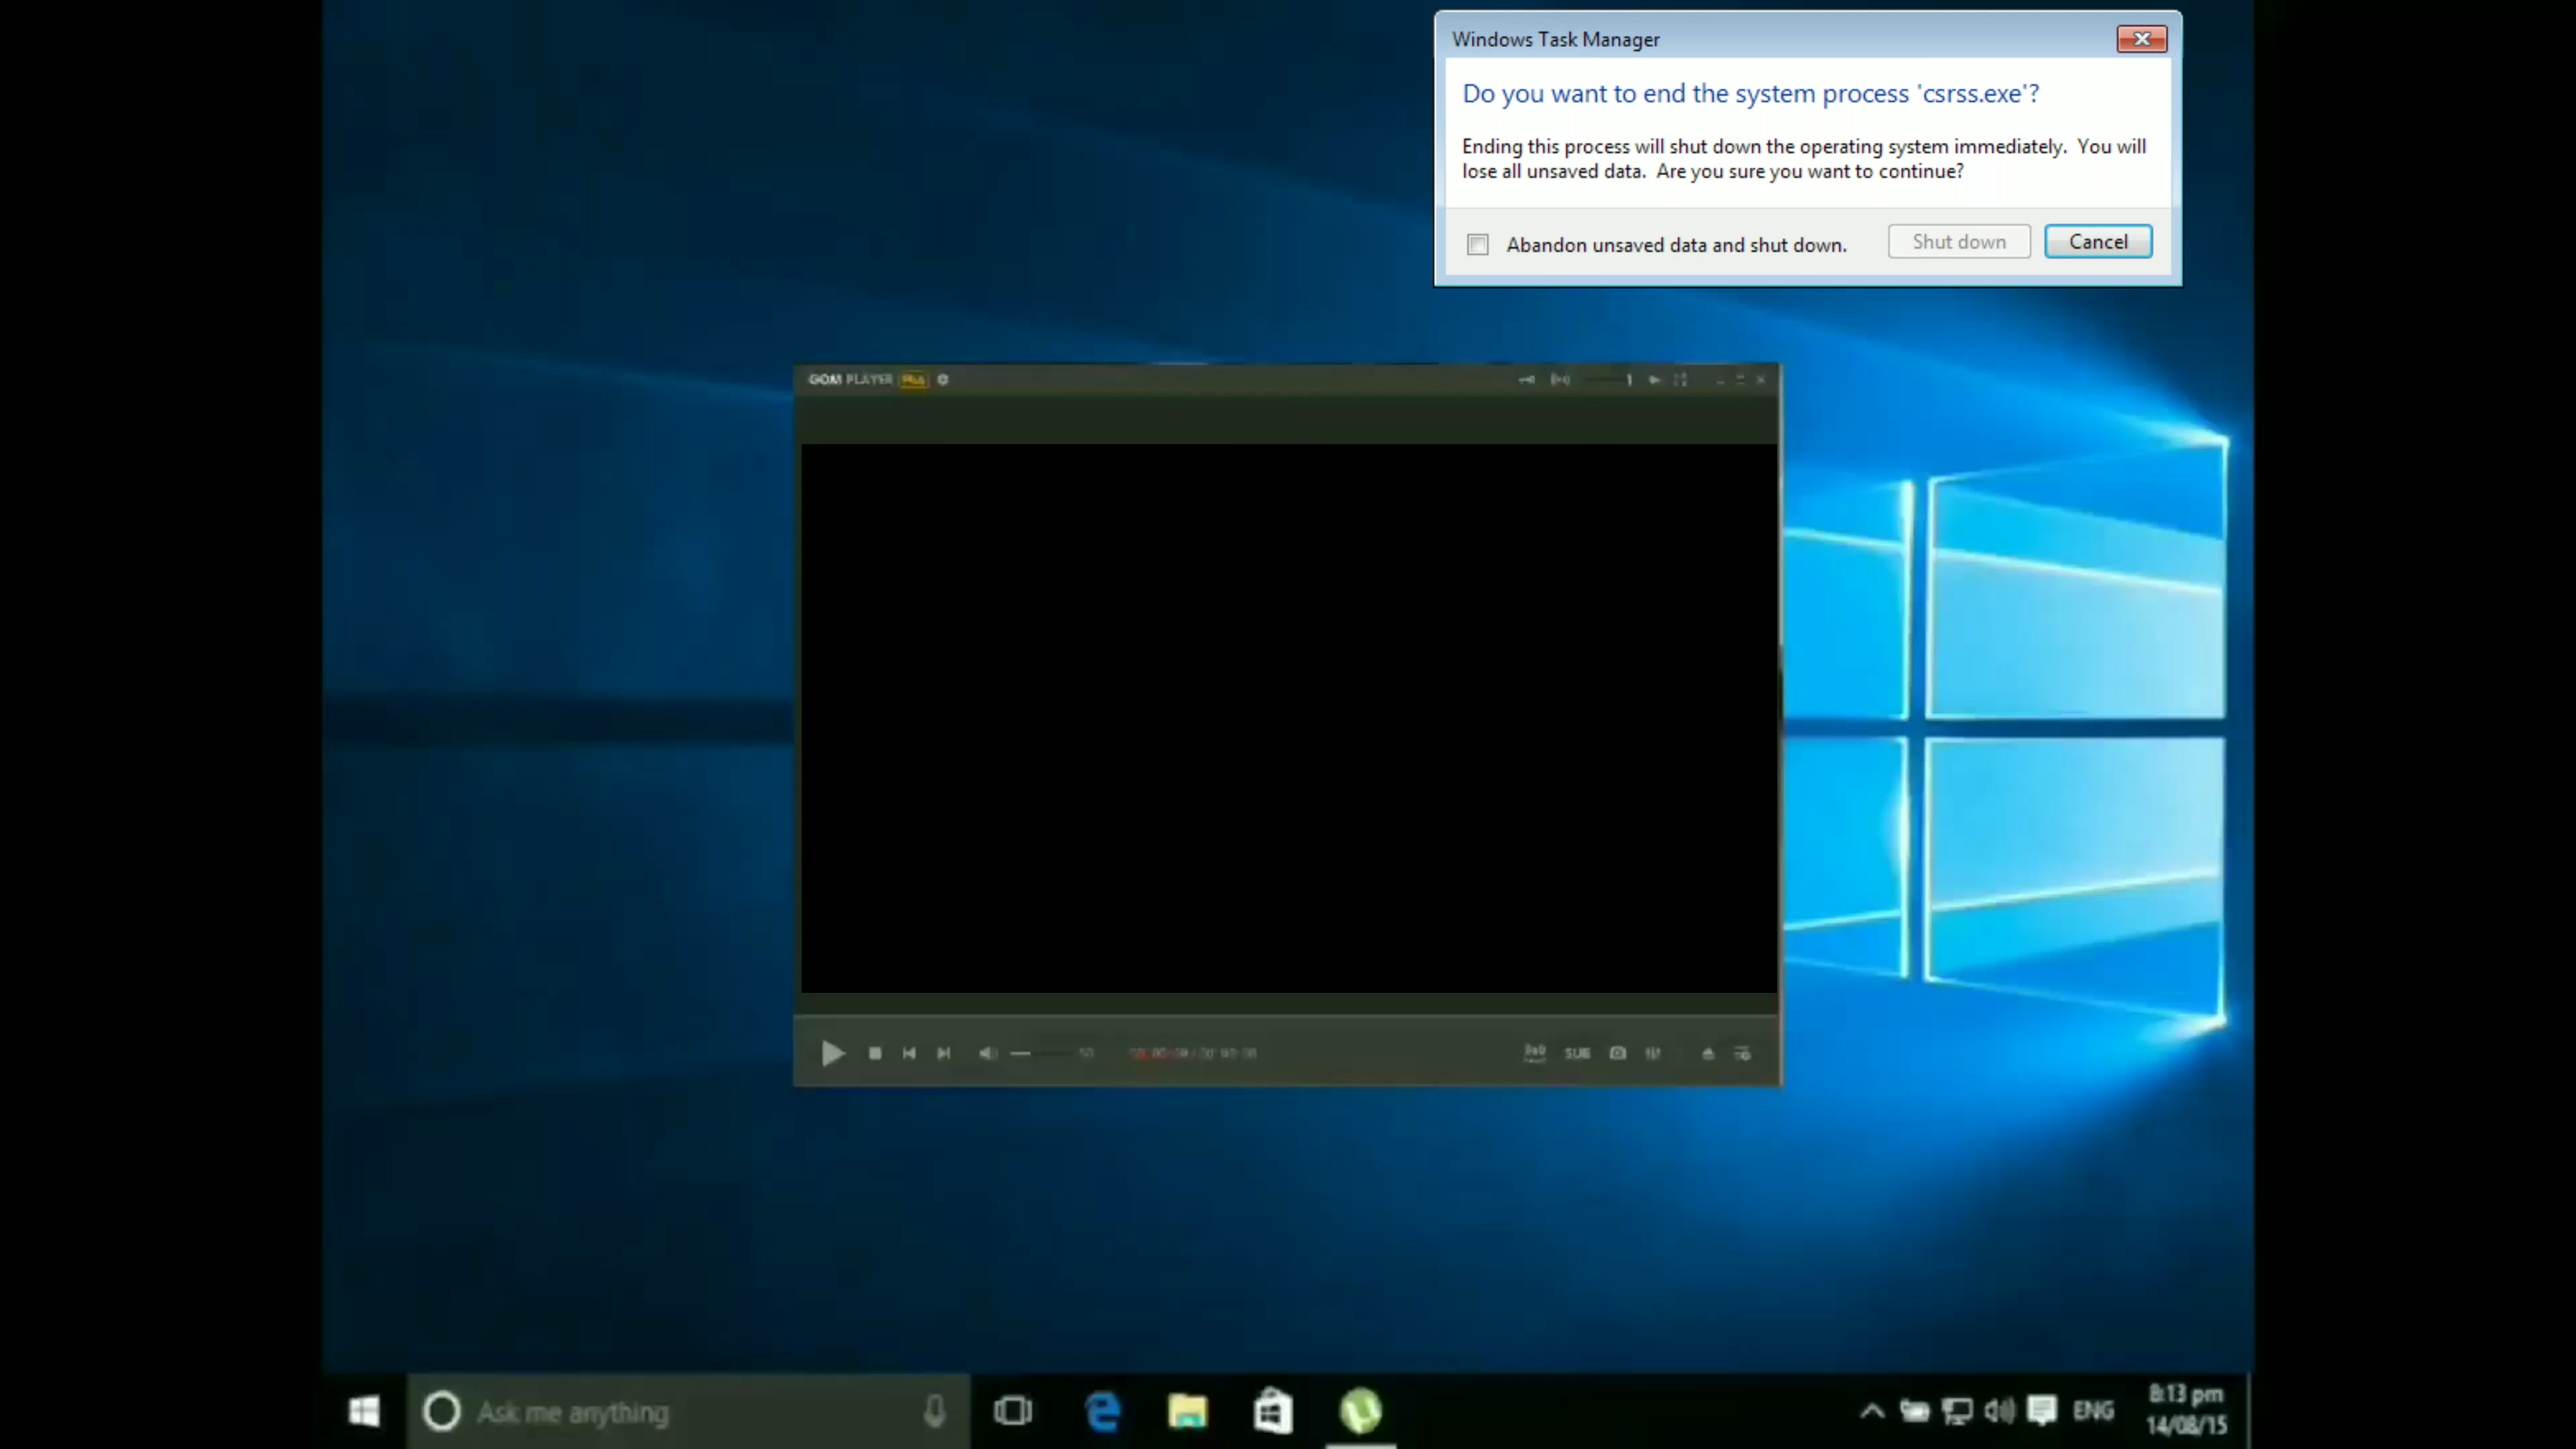 Windows Task Manager
Do you want to end the system process 'csrss.exe'?
Ending this process will shut down the operating system immediately.  You will
lose all unsaved data.  Are you sure you want to continue?
Abandon unsaved data and shut down.
Shut down
Cancel
GOM PLAYER
SUB
Ask me anything
ENG
8:13 pm
14/08/15